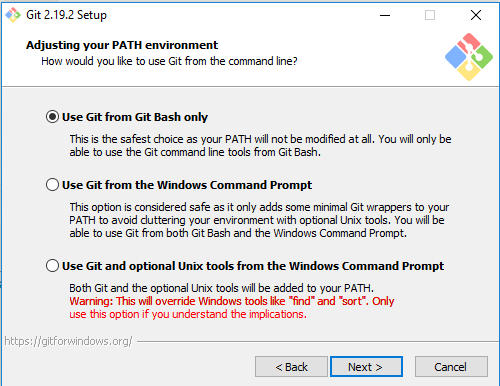 Git 2.19.2 Setup
Adjusting your PATH environment
How would you like to use Git from the command line?
Use Git from Git Bash only
This is the safest choice as your PATH will not be modified at all. You will only be
able to use the Git command line tools from Git Bash.
Use Git from the Windows Command Prompt
This option is considered safe as it only adds some minimal Git wrappers to your
PATH to avoid cluttering your environment with optional Unix tools. You will be
able to use Git from both Git Bash and the Windows Command Prompt.
Use Git and optional Unix tools from the Windows Command Prompt
Both Git and the optional Unix tools will be added to your PATH.
Warning: This will override Windows tools like "find" and "sort". Only
use this option if you understand the implications.
https://gitforwindows.org/
< Back
Next >
Cancel